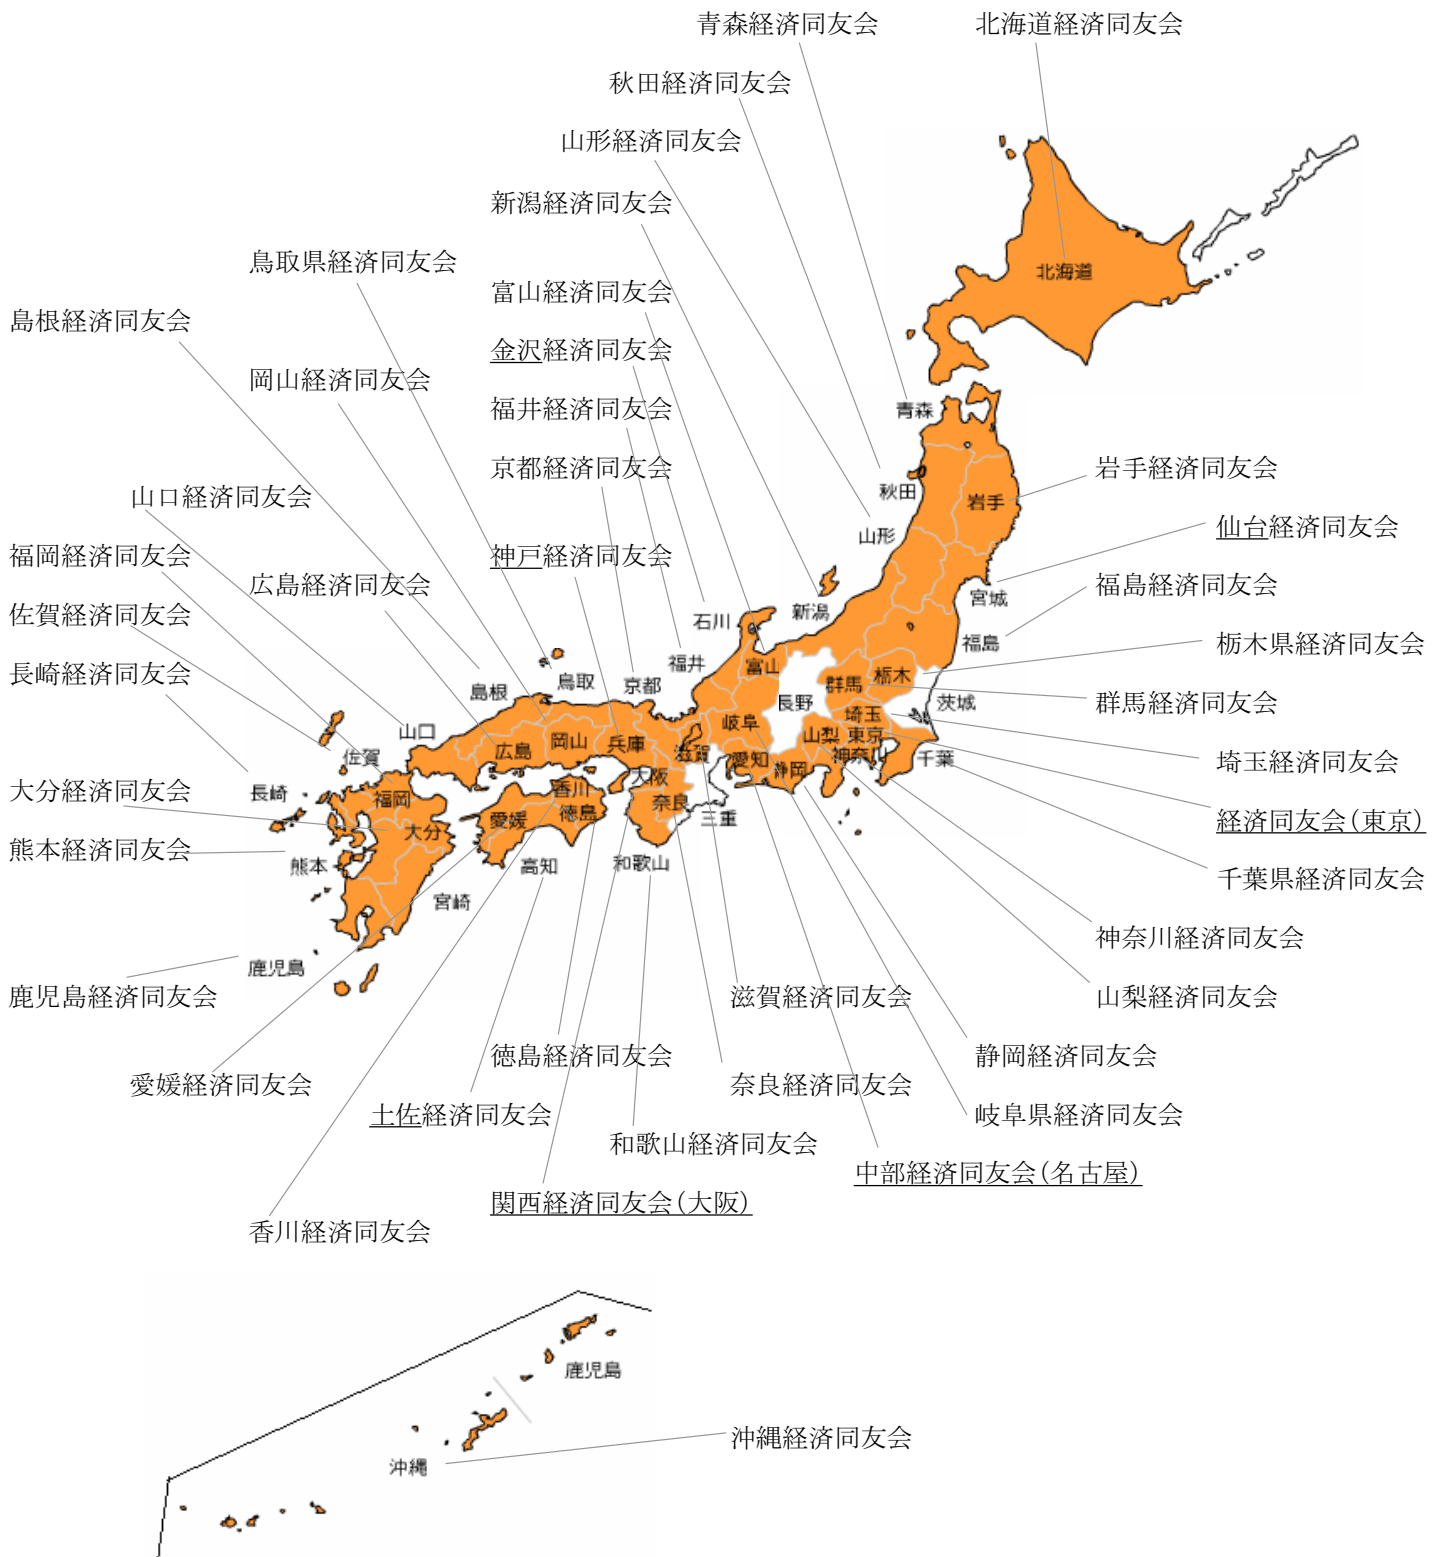 青森経済同友会
北海道経済同友会
秋田経済同友会
山形経済同友会
新潟経済同友会
鳥取県経済同友会
富山経済同友会
島根経済同友会
金沢経済同友会
岡山経済同友会
福井経済同友会
京都経済同友会
岩手経済同友会
山口経済同友会
仙台経済同友会
福岡経済同友会
神戸経済同友会
広島経済同友会
福島経済同友会
佐賀経済同友会
栃木県経済同友会
長崎経済同友会
群馬経済同友会
埼玉経済同友会
大分経済同友会
経済同友会(東京)
熊本経済同友会
千葉県経済同友会
神奈川経済同友会
鹿児島経済同友会
滋賀経済同友会
山梨経済同友会
徳島経済同友会
静岡経済同友会
愛媛経済同友会
奈良経済同友会
土佐経済同友会
岐阜県経済同友会
和歌山経済同友会
中部経済同友会(名古屋)
関西経済同友会(大阪)
香川経済同友会
沖縄経済同友会
北海道
青森
秋田
岩手
山形
宮城
新潟
福島
石川
福井
富山
群馬
栃木
長野
茨城
島根
鳥取
京都
山口
岐阜
埼玉
山梨
東京
神奈川
千葉
広島
岡山
兵庫
滋賀
愛知
静岡
佐賀
大阪
香川
奈良
三重
長崎
福岡
愛媛
徳島
大分
熊本
高知
和歌山
宮崎
鹿児島
鹿児島
沖縄